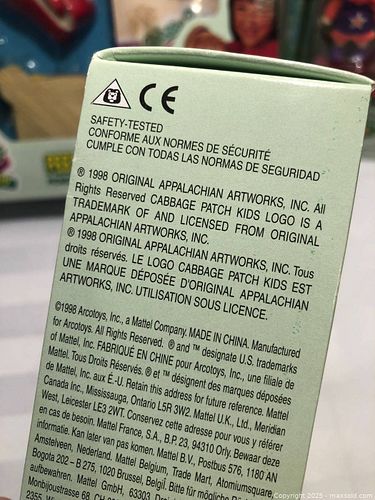 CE
SAFETY-TESTED
CONFORME AUX NORMES DE SÉCURITÉ
CUMPLE CON TODAS LAS NORMAS DE SEGURIDAD
® 1998 ORIGINAL APPALACHIAN ARTWORKS, INC. All
Rights Reserved CABBAGE PATCH KIDS LOGO IS A
TRADEMARK OF AND LICENSED FROM ORIGINAL
APPALACHIAN ARTWORKS, INC.
® 1998 ORIGINAL APPALACHIAN ARTWORKS, INC. Tous
droits réservés. LE LOGO CABBAGE PATCH KIDS EST
UNE MARQUE DÉPOSÉE D'ORIGINAL APPALACHIAN
ARTWORKS, INC. UTILISATION SOUS LICENCE.
©1998 Arcotoys, Inc., a Mattel Company. MADE IN CHINA. Manufactured
for Arcotoys. All Rights Reserved. ® and ™ designate U.S. trademarks
of Mattel, Inc. FABRIQUÉ EN CHINE pour Arcotoys, Inc., une filiale de
Mattel. Tous Droits Réservés. ® et ™ désignent des marques déposées
de Mattel, Inc. aux É.-U. Retain this address for future reference. Mattel
Canada Inc., Mississauga, Ontario L5R 3W2. Mattel U.K., Ltd., Meridian
West, Leicester LE3 2WT. Conservez cette adresse pour vous y référer
en cas de besoin. Mattel France, S.A., B.P. 23, 94310 Orly. Bewaar deze
informatie. Kan later van pas komen. Mattel B.V., Postbus 576, 1180 AN
Amstelveen, Nederland. Mattel Belgium, Trade Mart, Atomiumsquare,
Bogota 202 – B 275, 1020 Brussel, Belgif. Bitte für mögliche
aufbewahren. Mattel GmbH, 63303
Monbijoustrasse 68, CH
2355
Copyright © 2025 - maxsold.com